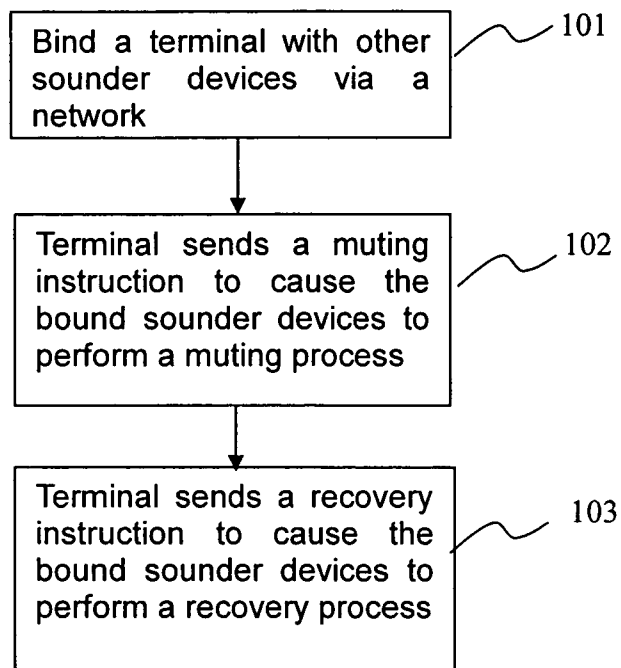 Bind a terminal with other
sounder devices via a
network
101
Terminal sends a muting
instruction to cause the
bound sounder devices to
perform a muting process
102
Terminal sends a recovery
instruction to cause the
bound sounder devices to
perform a recovery process
103